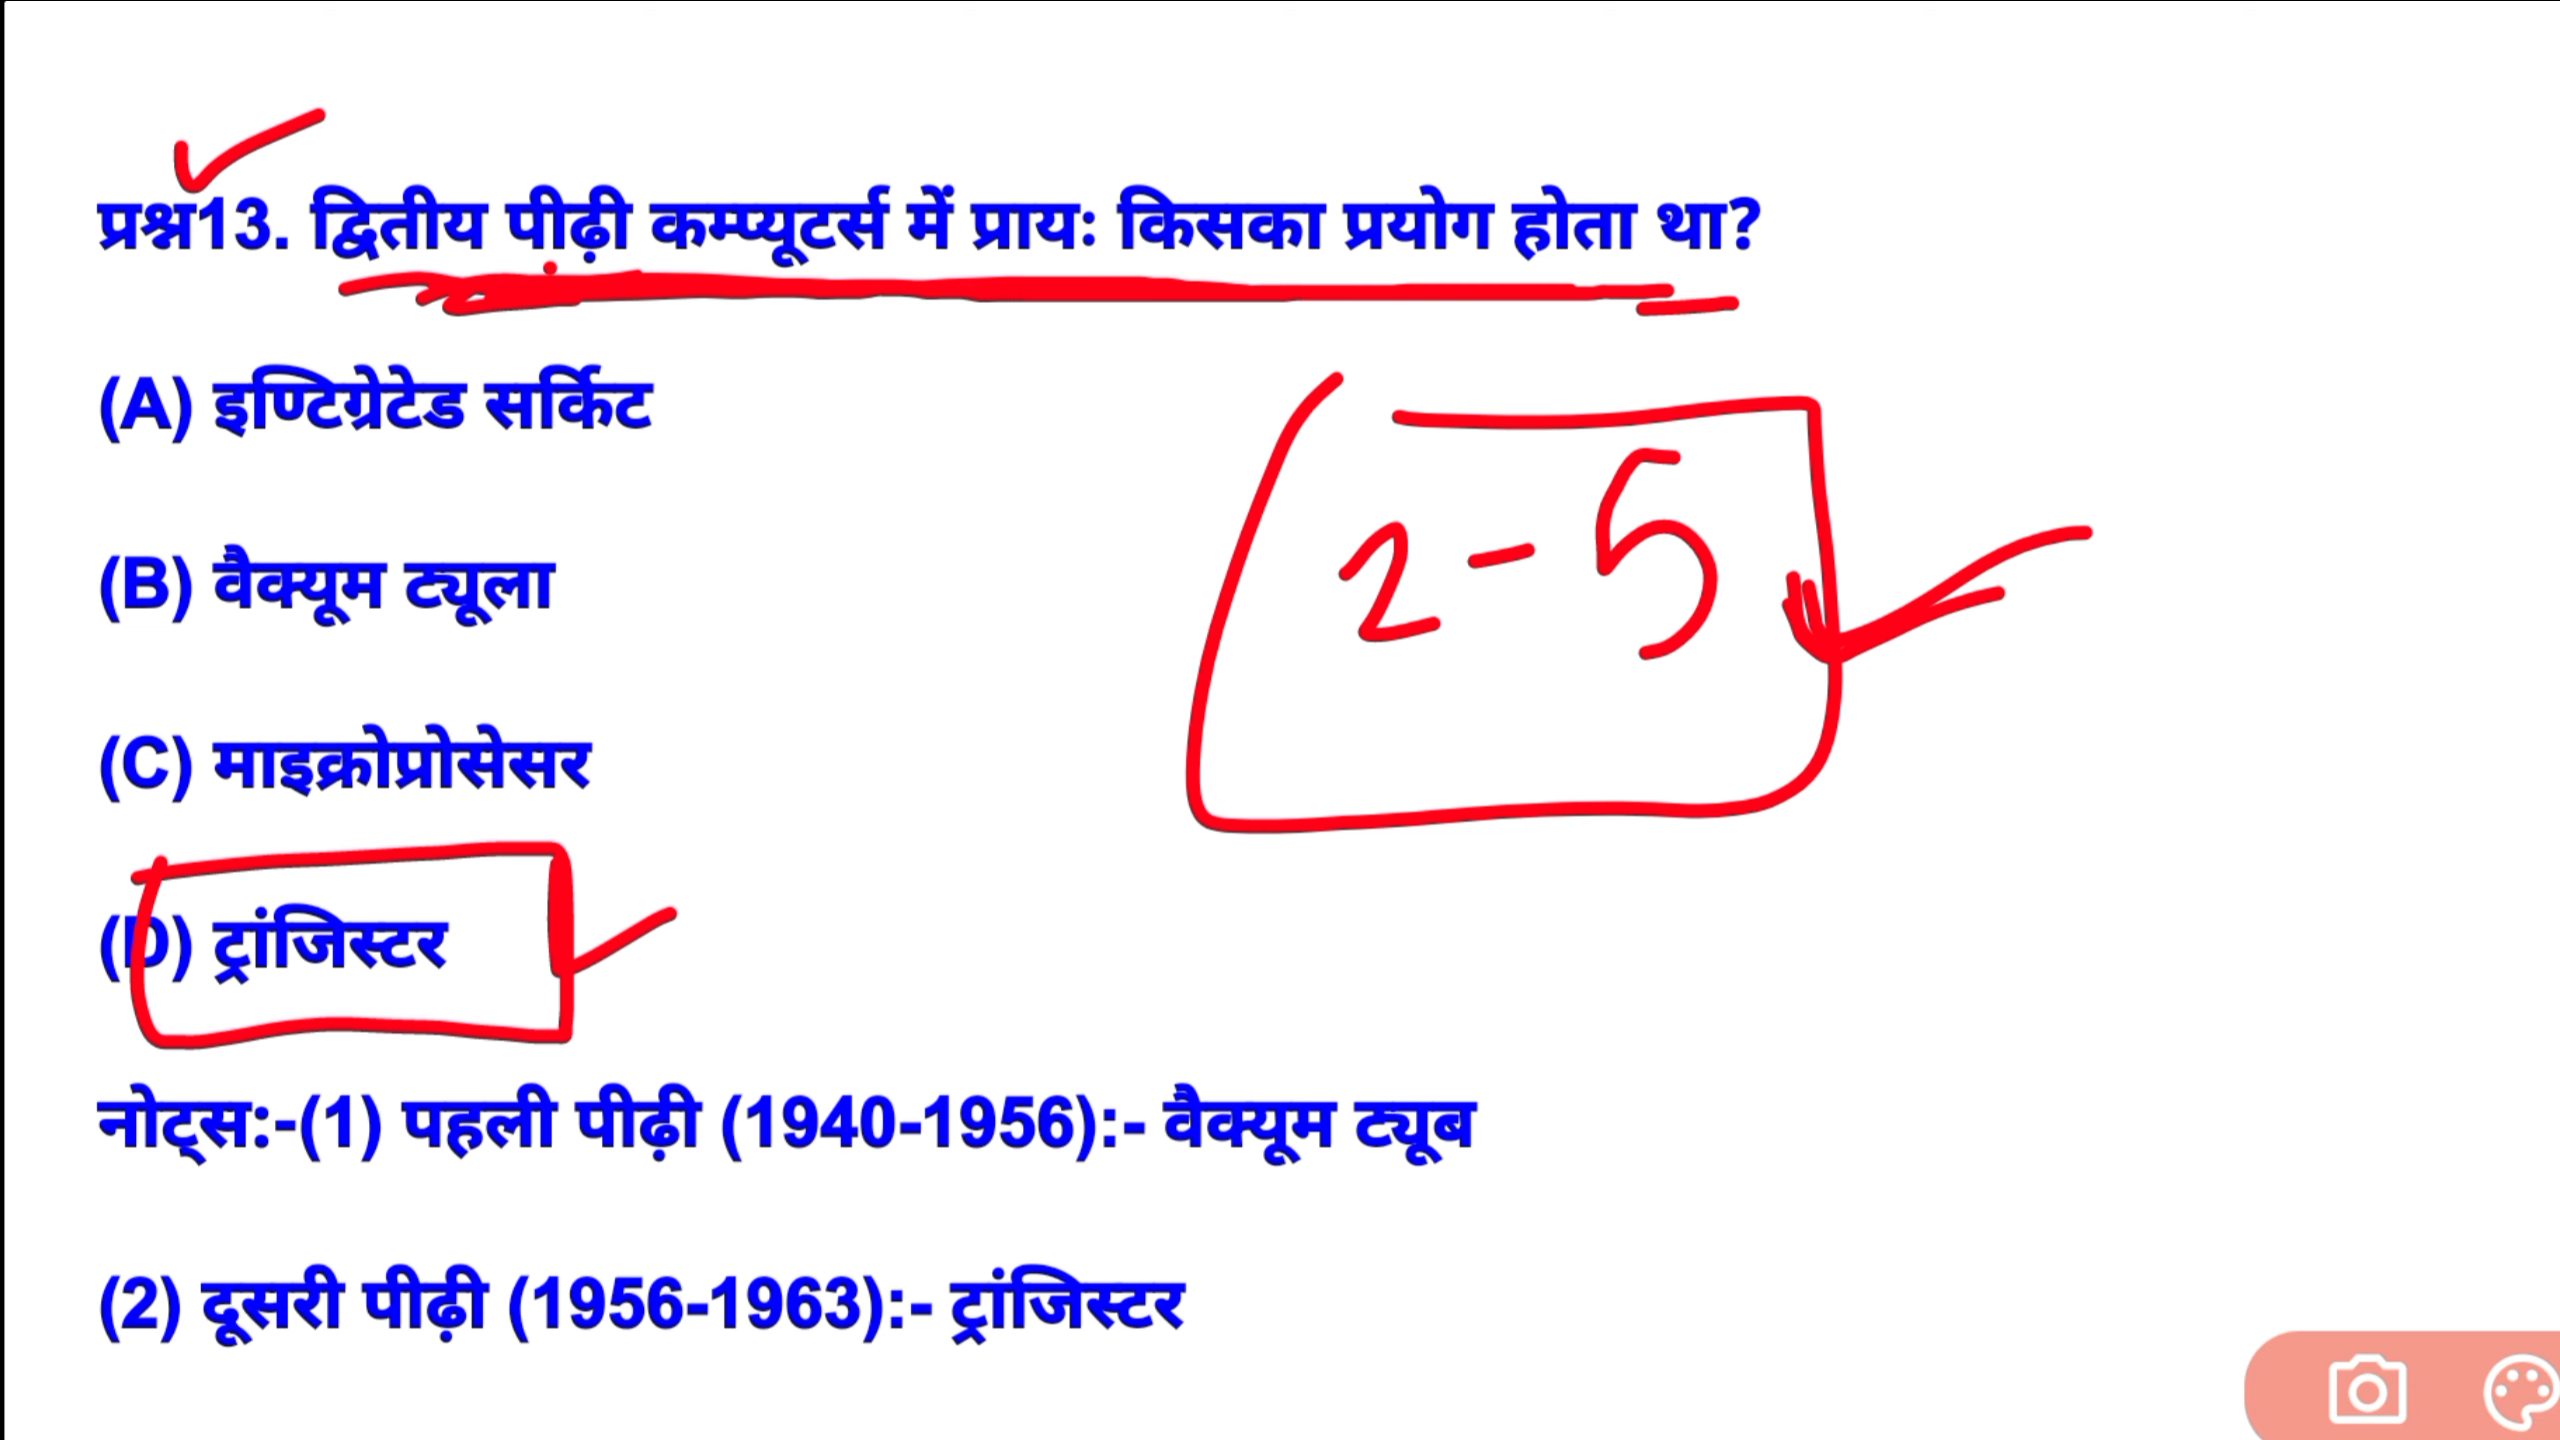 प्रश्न13. द्वितीय पीढ़ी कम्प्यूटर्स में प्रायः किसका प्रयोग होता था?
(A) इण्टिग्रेटेड सर्किट
2-5
(B) वैक्यूम ट्यूला
(C) माइक्रोप्रोसेसर
(D) ट्रांजिस्टर
नोट्स:-(1) पहली पीढ़ी (1940-1956):- वैक्यूम ट्यूब
(2) दूसरी पीढ़ी (1956-1963):- ट्रांजिस्टर